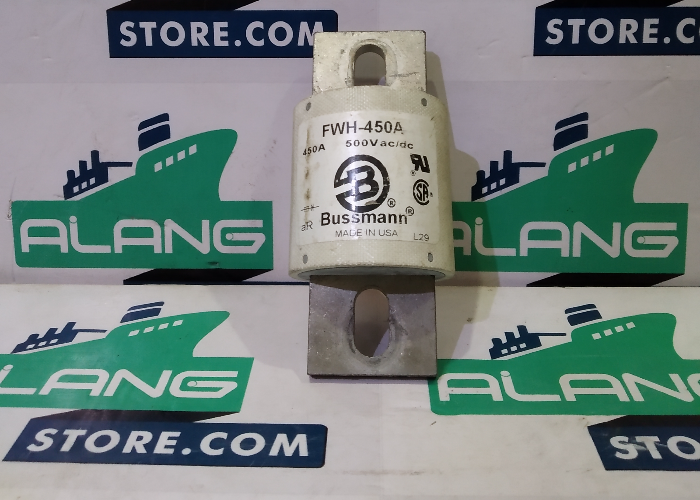 STORE.COM
STORE.COM
FWH-450A
450A 500Vac/dc
B
®
Bussmann®
aR
MADE IN USA L29
ALANG
ALANG
ALANG
ALANG
STORE.COM
STO